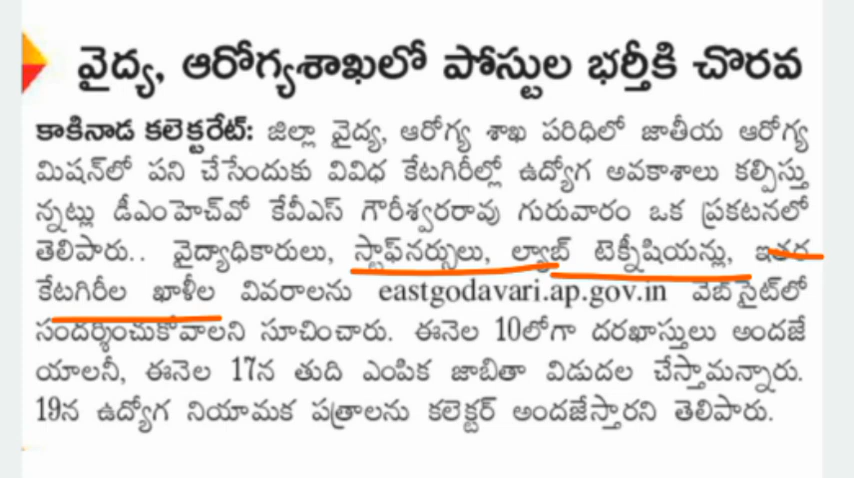 వైద్య, ఆరోగ్యశాఖలో పోస్టుల భర్తీకి చొరవ
కాకినాడ కలెక్టరేట్: జిల్లా వైద్య, ఆరోగ్య శాఖ పరిధిలో జాతీయ ఆరోగ్య
మిషన్‌లో పని చేసేందుకు వివిధ కేటగిరీల్లో ఉద్యోగ అవకాశాలు కల్పిస్తు
న్నట్లు డీఎంహెచ్‌వో కేవీఎస్ గౌరీశ్వరరావు గురువారం ఒక ప్రకటనలో
తెలిపారు.. వైద్యాధికారులు, స్టాఫ్‌నర్సులు, ల్యాబ్ టెక్నీషియన్లు, ఇతర
కేటగిరీల ఖాళీల వివరాలను eastgodavari.ap.gov.in వెబ్‌సైట్‌లో
సందర్శించుకోవాలని సూచించారు. ఈనెల 10లోగా దరఖాస్తులు అందజే
యాలనీ, ఈనెల 17న తుది ఎంపిక జాబితా విడుదల చేస్తామన్నారు.
19న ఉద్యోగ నియామక పత్రాలను కలెక్టర్ అందజేస్తారని తెలిపారు.